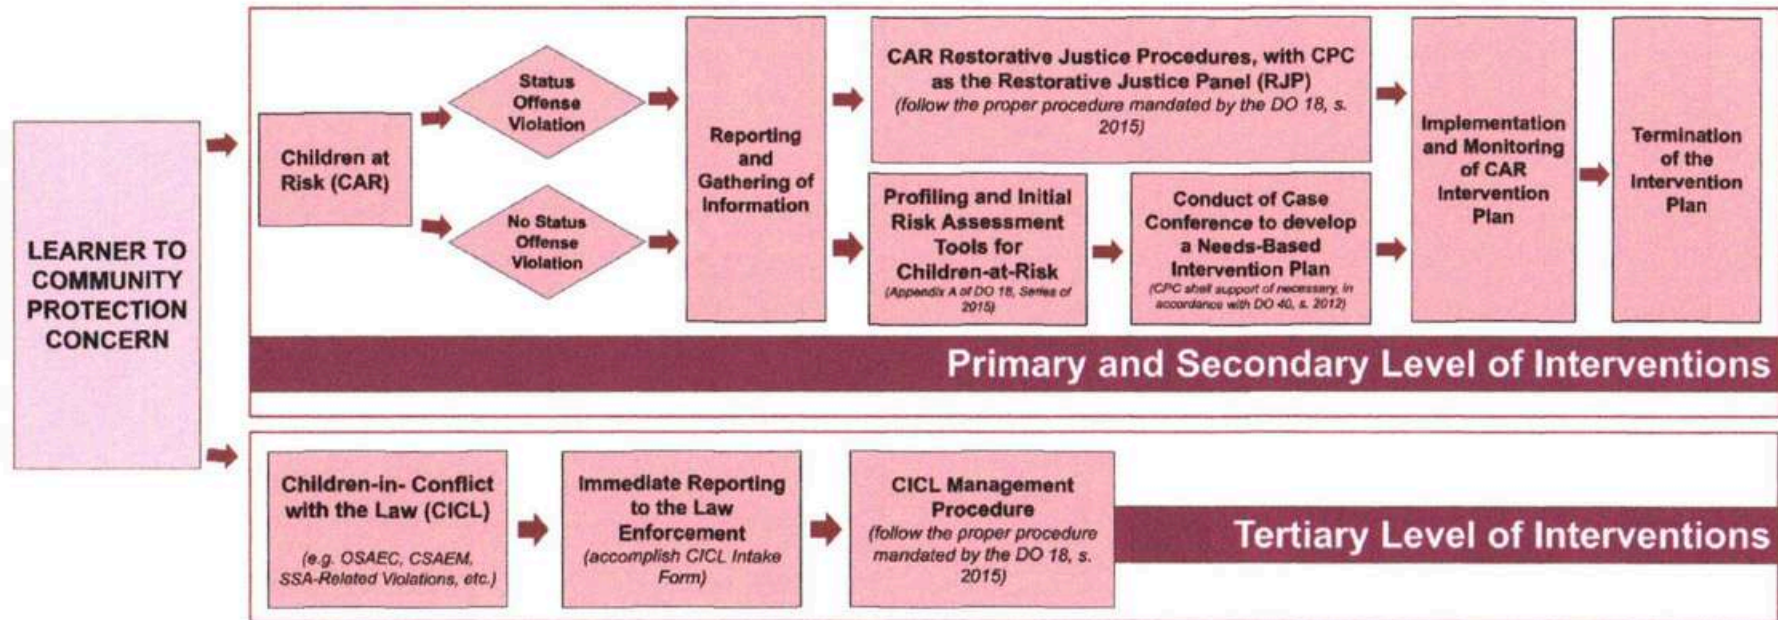 LEARNER TO
COMMUNITY
PROTECTION
CONCERN
Children at
Risk (CAR)
Status
Offense
Violation
No Status
Offense
Violation
Reporting
and
Gathering of
Information
CAR Restorative Justice Procedures, with CPC
as the Restorative Justice Panel (RJP)
(follow the proper procedure mandated by the DO 18, s.
2015)
Profiling and Initial
Risk Assessment
Tools for
Children-at-Risk
(Appendix A of DO 18, Series of
2015)
Conduct of Case
Conference to develop
a Needs-Based
Intervention Plan
(CPC shall support of necessary, in
accordance with DO 40, s. 2012)
Implementation
and Monitoring
of CAR
Intervention
Plan
Termination
of the
Intervention
Plan
Primary and Secondary Level of Interventions
Children-in- Conflict
with the Law (CICL)
(e.g. OSAEC, CSAEM,
SSA-Related Violations, etc.)
Immediate Reporting
to the Law
Enforcement
(accomplish CICL Intake
Form)
CICL Management
Procedure
(follow the proper procedure
mandated by the DO 18, s.
2015)
Tertiary Level of Interventions